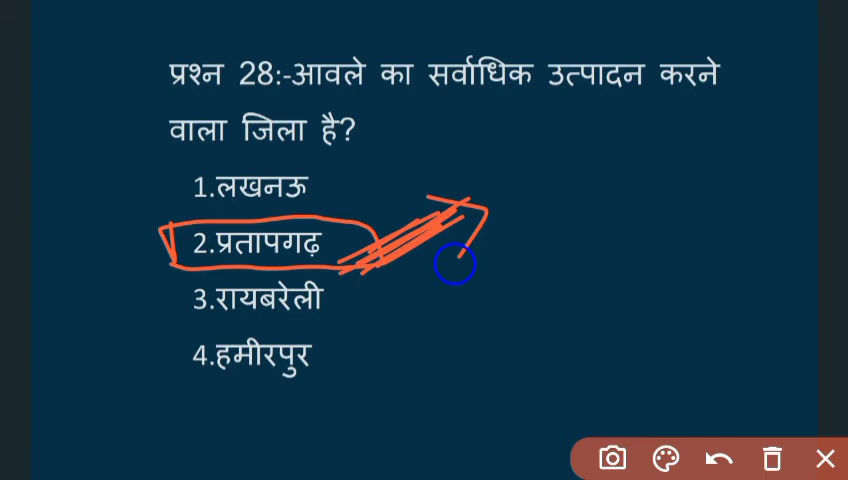 प्रश्न 28:-आवले का सर्वाधिक उत्पादन करने
वाला जिला है?
1.लखनऊ
2.प्रतापगढ़
3.रायबरेली
4.हमीरपुर